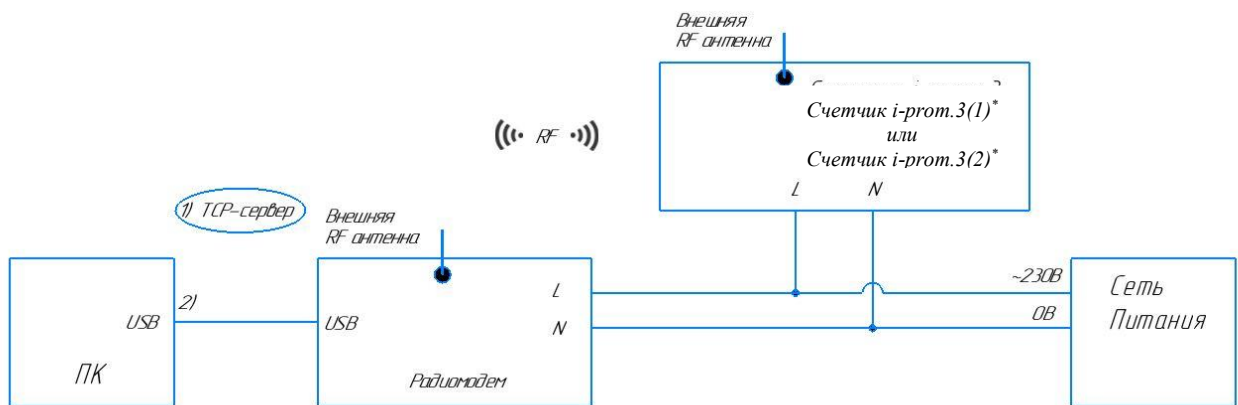 Внешняя
RF антенна
Счетчик i-prom.3(1)*
или
Счетчик i-prom.3(2)*
RF
L
N
1) TCP-сервер
Внешняя
RF антенна
2)
USB
ПК
USB
L
N
Радиомодем
~230В
0В
Сеть
Питания